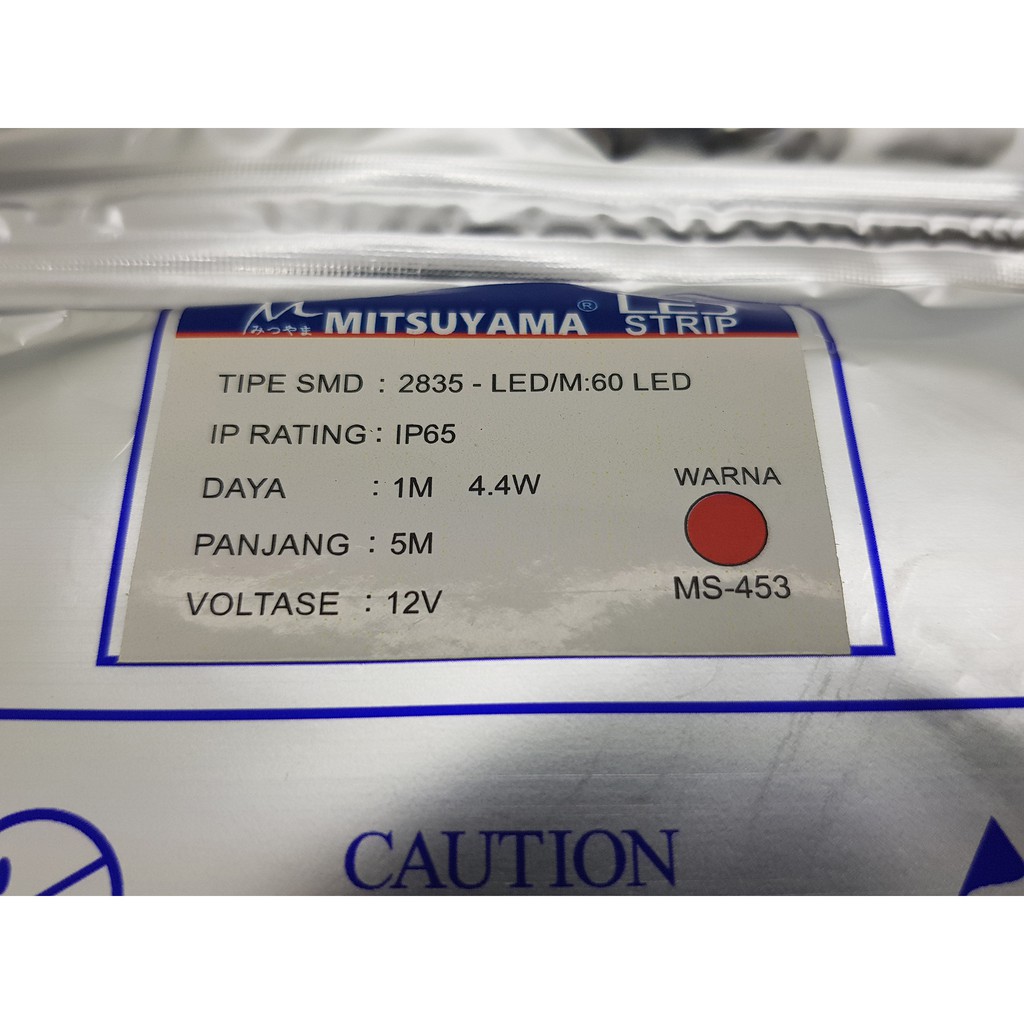 みつやま MITSUYAMA ® LED STRIP
TIPE SMD : 2835 - LED/M:60 LED
IP RATING : IP65
DAYA : 1M 4.4W
PANJANG : 5M
VOLTASE : 12V
WARNA
MS-453
CAUTION